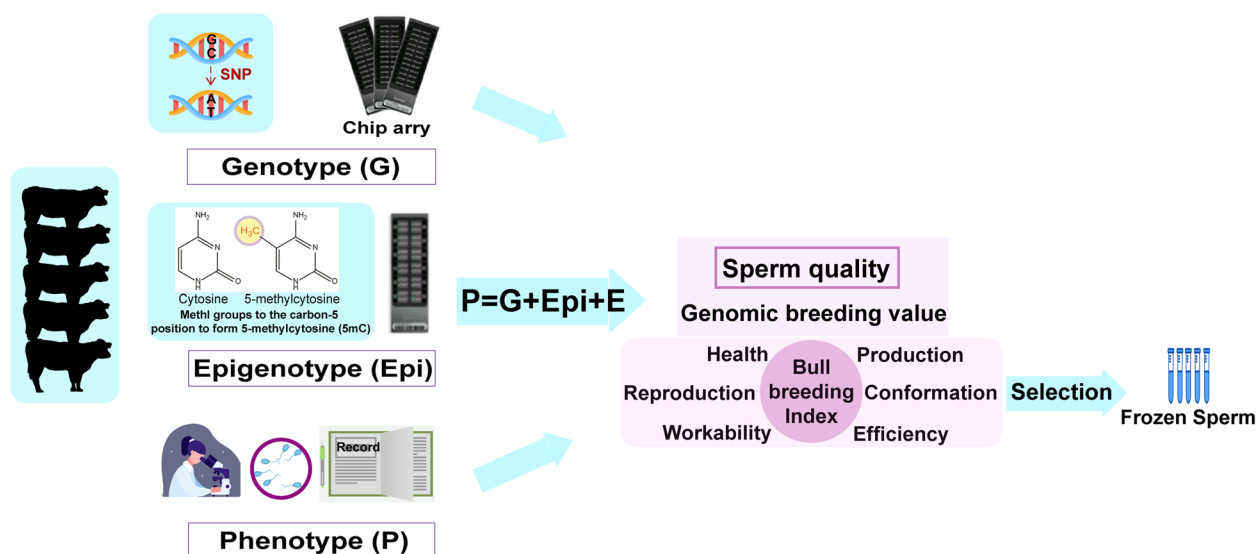 G
C
SNP
A
T
Chip arry
Genotype (G)
NH₂
N
N
H
O
Cytosine
H₃C
NH₂
N
N
H
O
5-methylcytosine
Methl groups to the carbon-5
position to form 5-methylcytosine (5mC)
Epigenotype (Epi)
Record
Phenotype (P)
P=G+Epi+E
Sperm quality
Genomic breeding value
Health
Production
Reproduction
Bull
breeding
Index
Conformation
Workability
Efficiency
Selection
Frozen Sperm